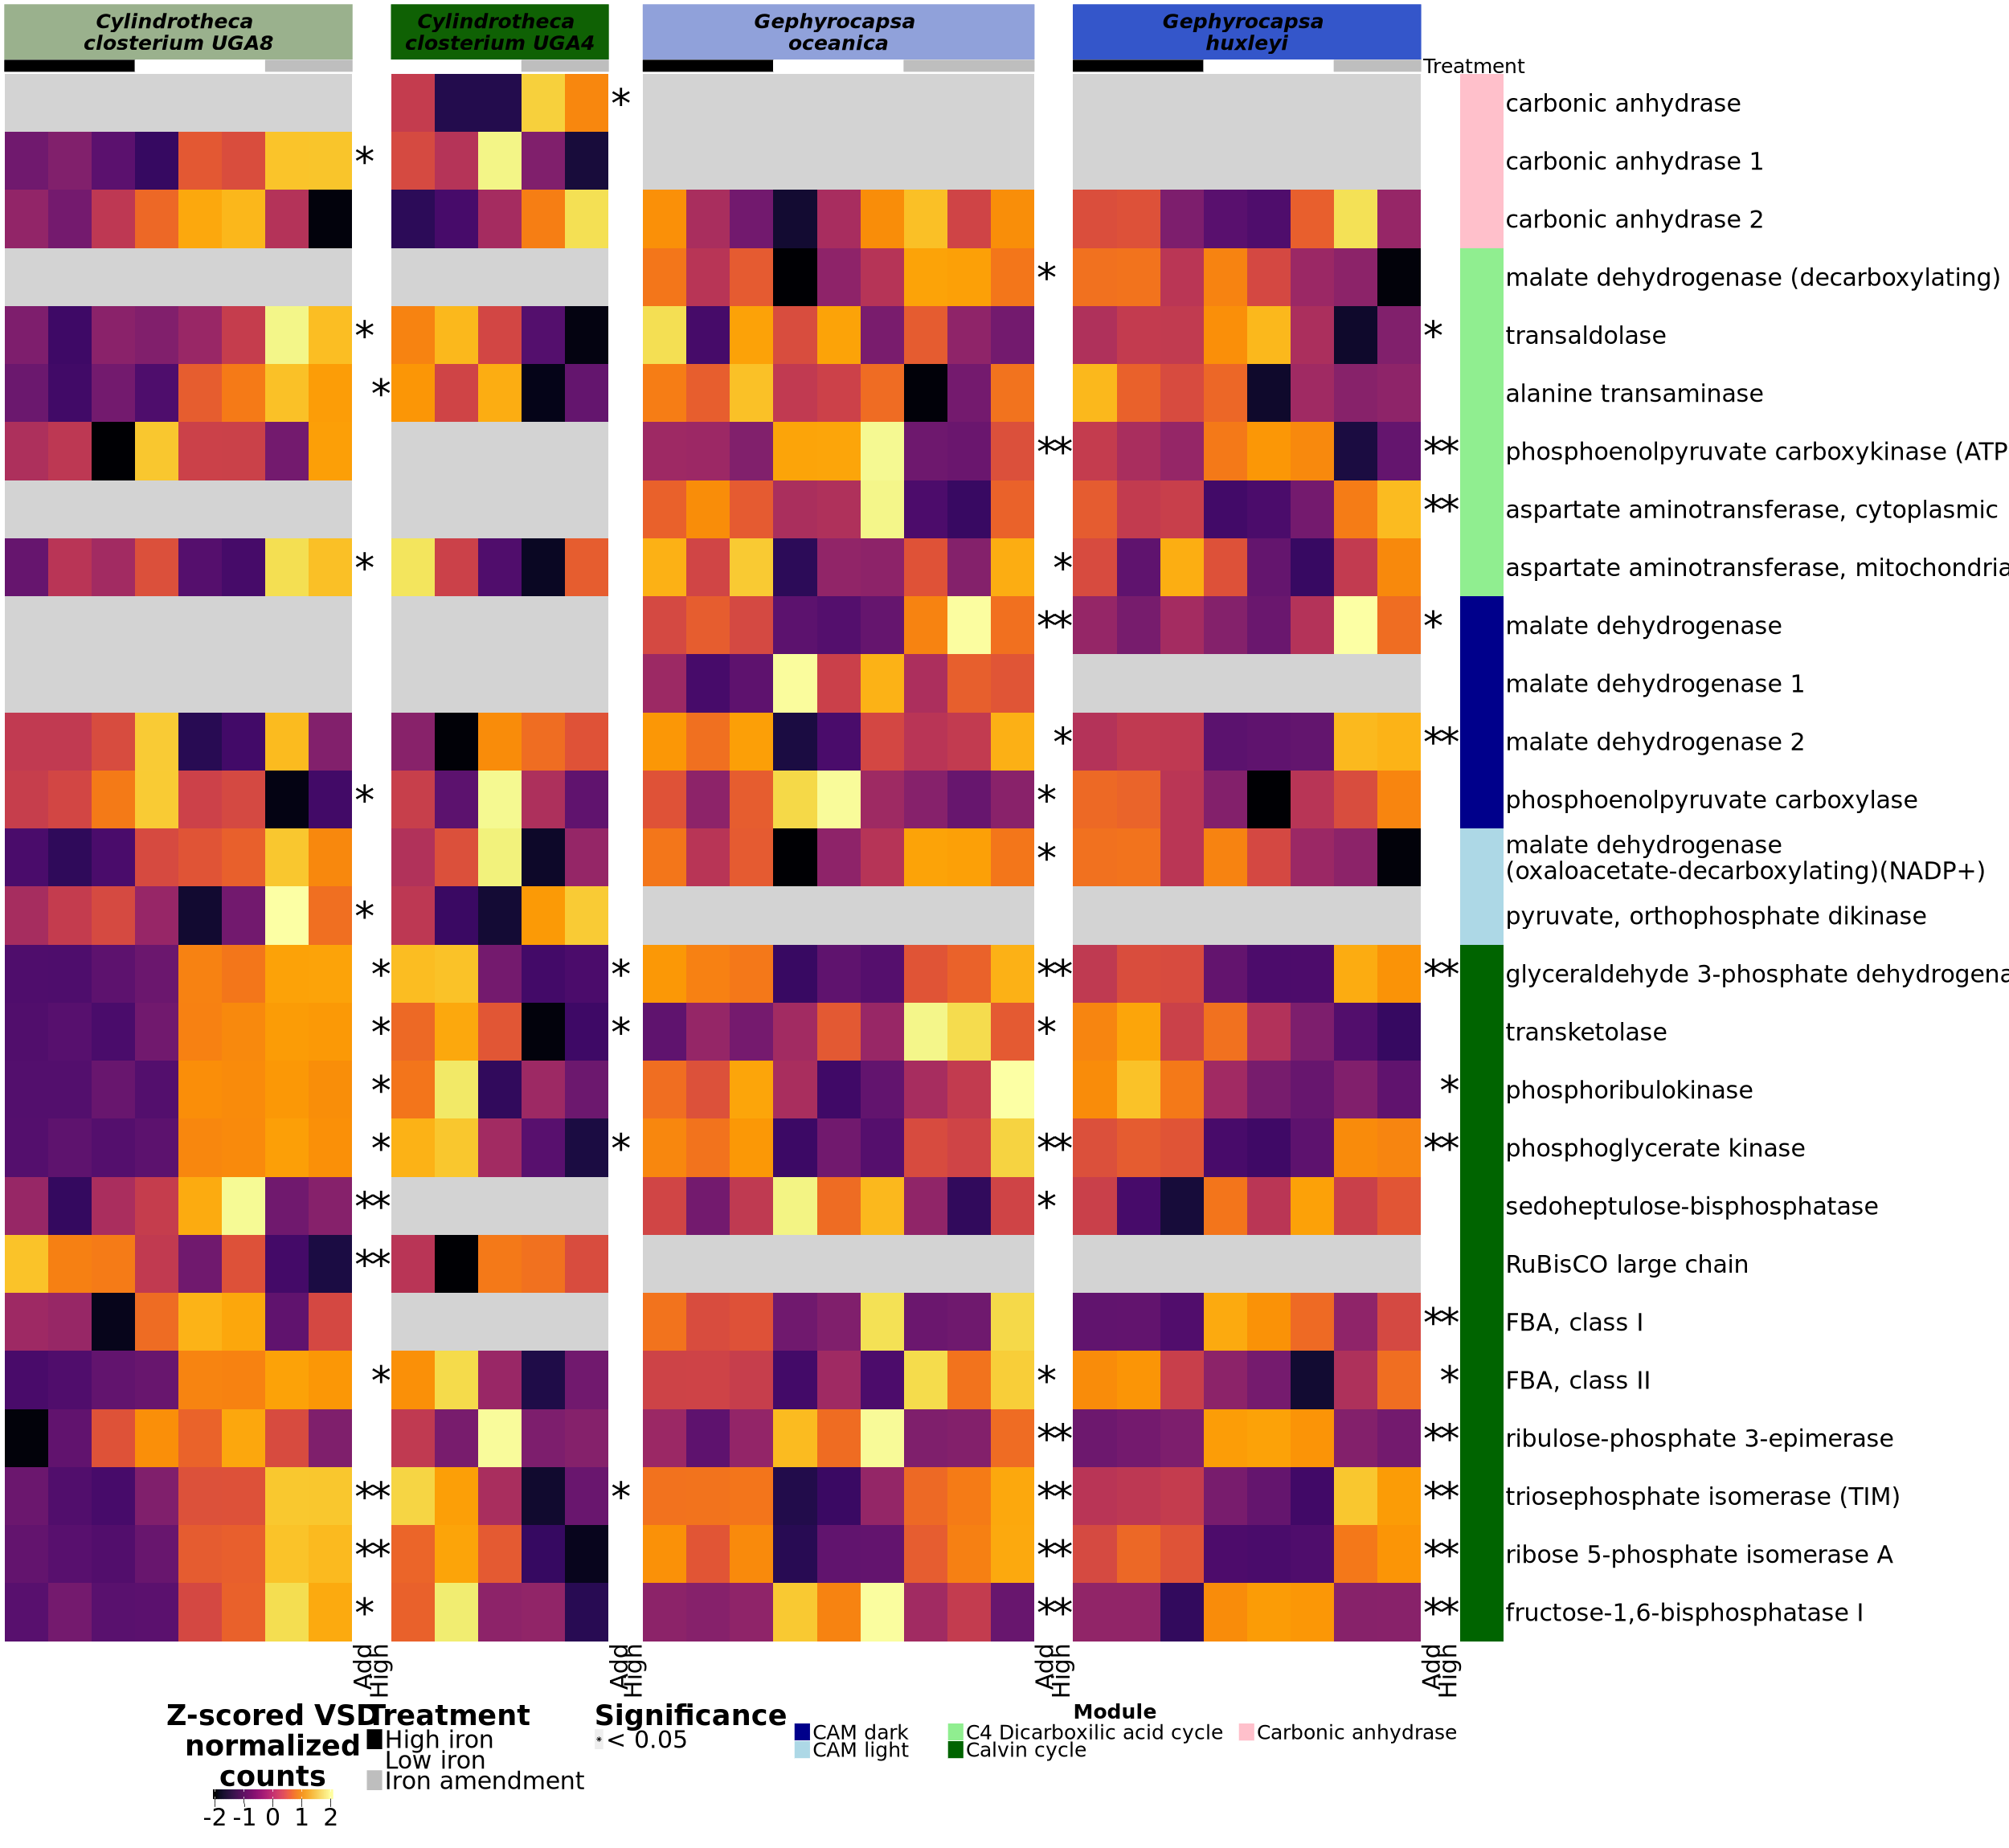 Cylindrotheca
closterium UGA8
Cylindrotheca
closterium UGA4
Gephyrocapsa
oceanica
Gephyrocapsa
huxleyi
Treatment
* carbonic anhydrase
* carbonic anhydrase 1
carbonic anhydrase 2
* malate dehydrogenase (decarboxylating)
* * transaldolase
* alanine transaminase
** ** phosphoenolpyruvate carboxykinase (ATP
** aspartate aminotransferase, cytoplasmic
* * aspartate aminotransferase, mitochondria
** * malate dehydrogenase
malate dehydrogenase 1
* ** malate dehydrogenase 2
* * phosphoenolpyruvate carboxylase
malate dehydrogenase
* (oxaloacetate-decarboxylating)(NADP+)
* pyruvate, orthophosphate dikinase
* * ** ** glyceraldehyde 3-phosphate dehydrogena
* * * transketolase
* * phosphoribulokinase
* * ** ** phosphoglycerate kinase
** * sedoheptulose-bisphosphatase
** RuBisCO large chain
** FBA, class I
* * * FBA, class II
** ** ribulose-phosphate 3-epimerase
** * ** ** triosephosphate isomerase (TIM)
** ** ** ribose 5-phosphate isomerase A
* ** ** fructose-1,6-bisphosphatase I
Add
High
Add
High
Add
High
Add
High
Z-scored VSD
normalized
counts
-2 -1 0 1 2
Treatment
High iron
Low iron
Iron amendment
Significance
* < 0.05
Module
CAM dark
CAM light
C4 Dicarboxilic acid cycle
Calvin cycle
Carbonic anhydrase